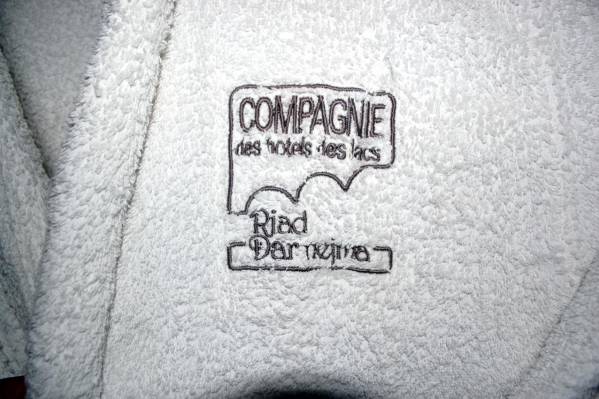 COMPAGNIE
des hotels des lacs
Riad
Dar nejma